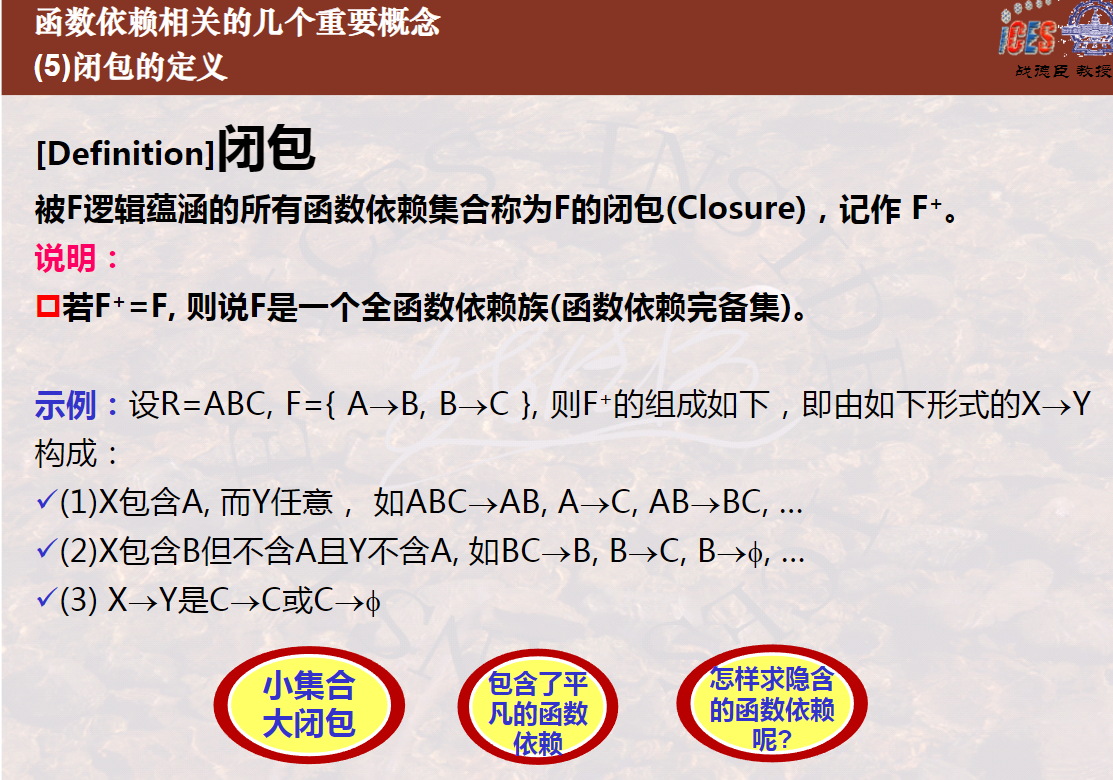 函数依赖相关的几个重要概念
(5)闭包的定义
iCES
战德臣 教授
[Definition]闭包
被F逻辑蕴涵的所有函数依赖集合称为F的闭包(Closure)，记作 F⁺。
说明：
若F⁺=F, 则说F是一个全函数依赖族(函数依赖完备集)。
示例：设R=ABC, F={ A→B, B→C }, 则F⁺的组成如下，即由如下形式的X→Y
构成：
✓(1)X包含A, 而Y任意， 如ABC→AB, A→C, AB→BC, …
✓(2)X包含B但不含A且Y不含A, 如BC→B, B→C, B→ϕ, …
✓(3) X→Y是C→C或C→ϕ
小集合
大闭包
包含了平
凡的函数
依赖
怎样求隐含
的函数依赖
呢?